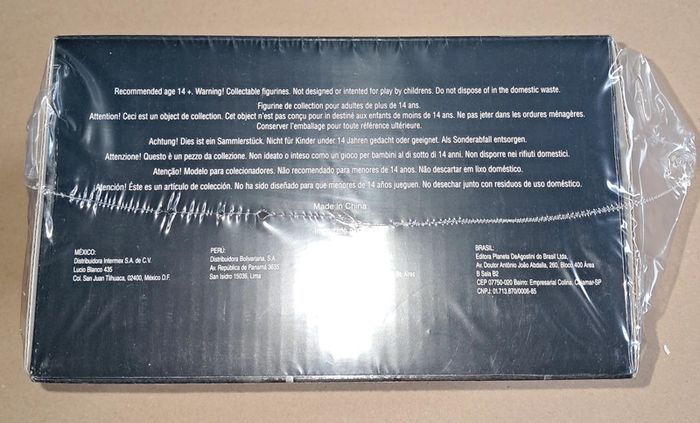 Recommended age 14 +. Warning! Collectable figurines. Not designed or intented for play by childrens. Do not dispose of in the domestic waste.
Figurine de collection pour adultes de plus de 14 ans.
Attention! Ceci est un object de collection. Cet object n'est pas conçu pour in destiné aux enfants de moins de 14 ans. Ne pas jeter dans les ordures ménagères.
Conserver l'emballage pour toute référence ultérieure.
Achtung! Dies ist ein Sammlerstück. Nicht für Kinder under 14 Jahren gedacht oder geeignet. Als Sonderabfall entsorgen.
Attenzione! Questo è un pezzo da collezione. Non ideato o inteso como un gioco per bambini al di sotto di 14 anni. Non disporre nei rifiuti domestici.
Atenção! Modelo para colecionadores. Não recomendado para menores de 14 anos. Não descartar em lixo doméstico.
¡Atención! Éste es un artículo de colección. No ha sido diseñado para que menores de 14 años jueguen. No desechar junto con residuos de uso doméstico.
Made in China
MÉXICO:
Distribuidora Intermex S.A. de C.V.
Lucio Blanco 435
Col. San Juan Tlihuaca, 02400, México D.F.
PERÚ:
Distribuidora Bolivariana, S.A.
Av. República de Panamá 3635
San Isidro 15036, Lima
Aires
BRASIL:
Editora Planeta DeAgostini do Brasil Ltda.
Av. Doutor Antônio João Abdalla, 260, Bloco 400 Área
B Sala B2
CEP 07750-020 Bairro: Empresarial Colina, Cajamar-SP
CNPJ: 01.713.870/0006-85